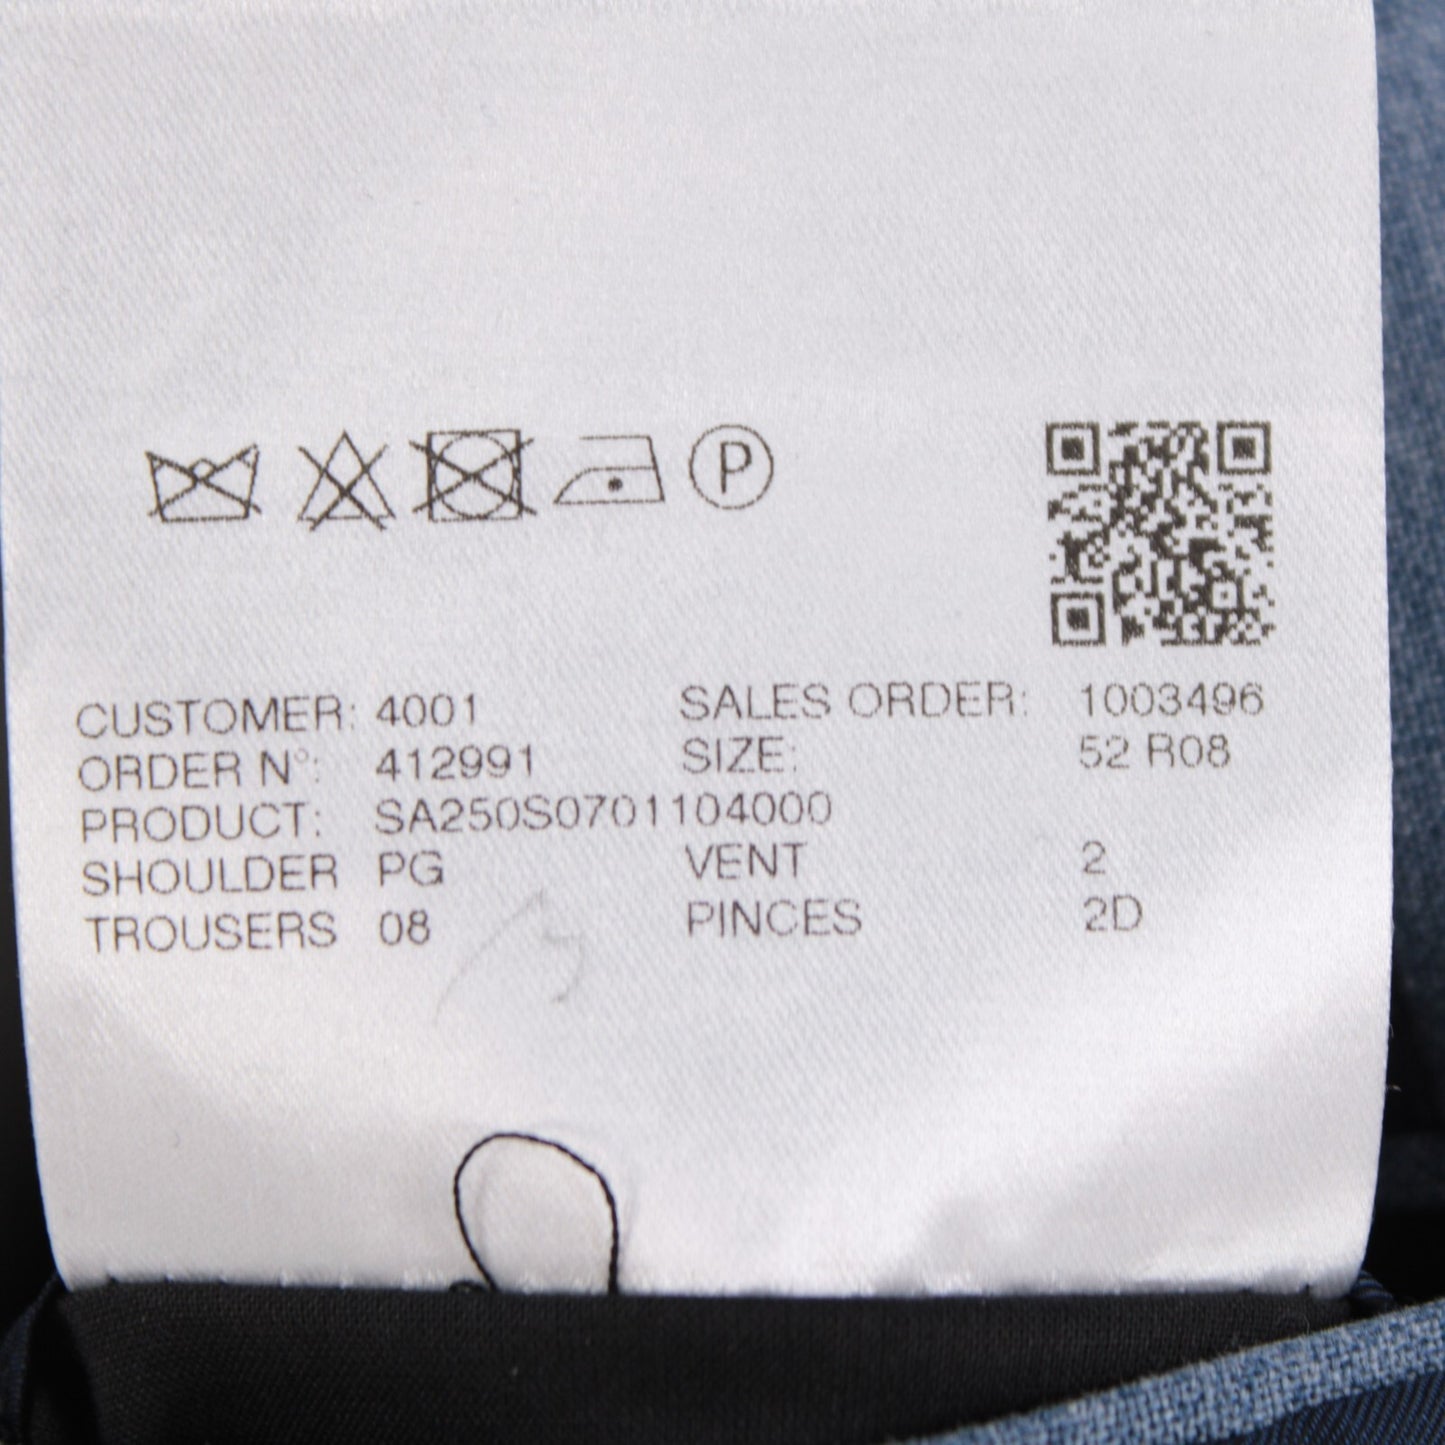 P
CUSTOMER: 4001 SALES ORDER: 1003496
ORDER N°: 412991 SIZE: 52 R08
PRODUCT: SA250S0701104000
SHOULDER PG VENT 2
TROUSERS 08 PINCES 2D